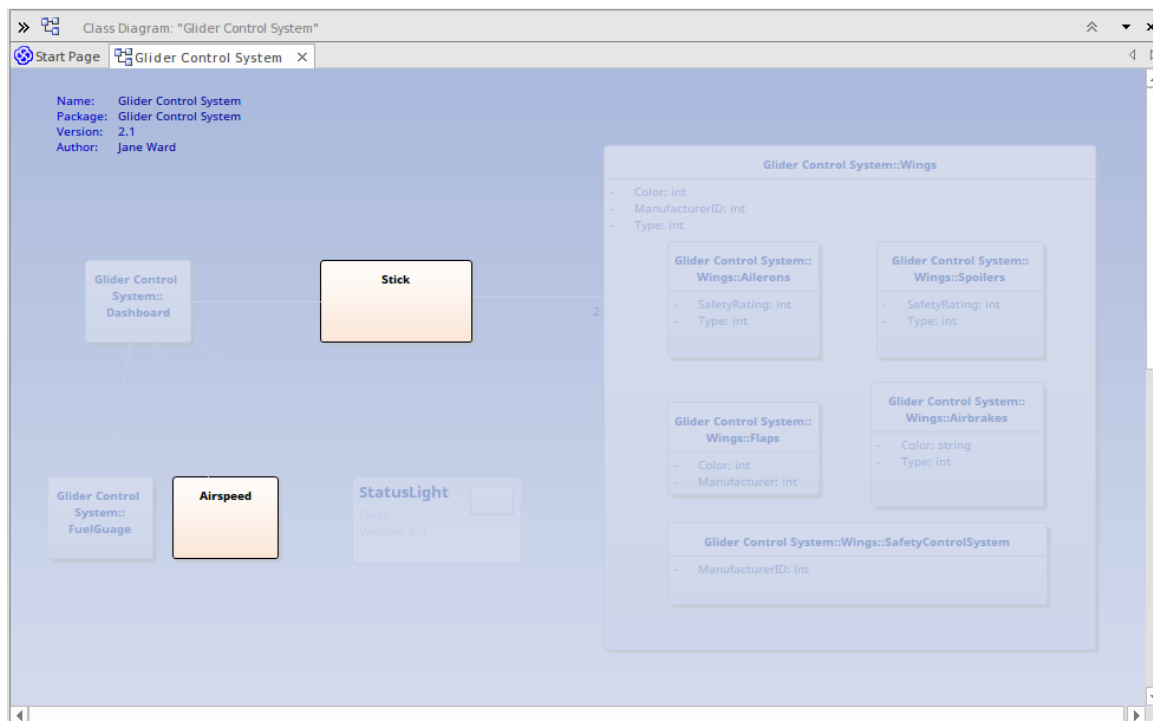 Class Diagram: "Glider Control System"
Start Page
Glider Control System
Name: Glider Control System
Package: Glider Control System
Version: 2.1
Author: Jane Ward
Glider Control System::Wings
- Color: int
- ManufacturerID: int
- Type: int
Glider Control
System::
Dashboard
Stick
2
Glider Control System::
Wings::Ailerons
- SafetyRating: int
- Type: int
Glider Control System::
Wings::Spoilers
- SafetyRating: int
- Type: int
Glider Control System::
Wings::Flaps
- Color: int
- Manufacturer: int
Glider Control System::
Wings::Airbrakes
- Color: string
- Type: int
Glider Control
System::
FuelGuage
Airspeed
StatusLight
Class
Version: 2.0
Glider Control System::Wings::SafetyControlSystem
- ManufacturerID: int